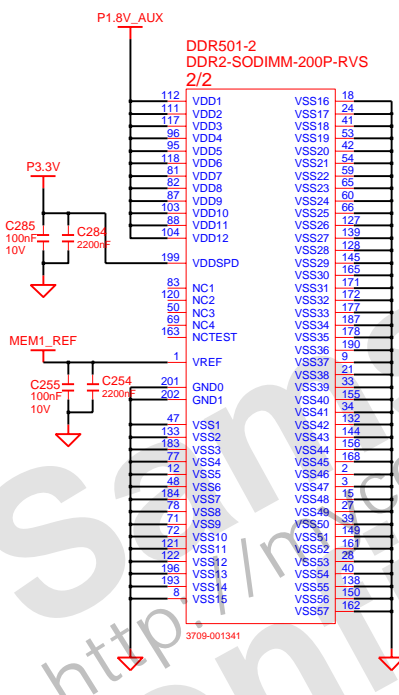 P1.8V_AUX
DDR501-2
DDR2-SODIMM-200P-RVS
2/2
112 VDD1 VSS16 18
111 VDD2 VSS17 24
117 VDD3 VSS18 41
96 VDD4 VSS19 53
95 VDD5 VSS20 42
118 VDD6 VSS21 54
81 VDD7 VSS22 59
82 VDD8 VSS23 65
87 VDD9 VSS24 60
103 VDD10 VSS25 66
88 VDD11 VSS26 127
104 VDD12 VSS27 139
VSS28 128
199 VDDSPD VSS29 145
VSS30 165
83 NC1 VSS31 171
120 NC2 VSS32 172
50 NC3 VSS33 177
69 NC4 VSS34 187
163 NCTEST VSS35 178
VSS36 190
1 VREF VSS37 9
VSS38 21
201 GND0 VSS39 33
202 GND1 VSS40 155
VSS41 34
47 VSS1 VSS42 132
133 VSS2 VSS43 144
183 VSS3 VSS44 156
77 VSS4 VSS45 168
12 VSS5 VSS46 2
48 VSS6 VSS47 3
184 VSS7 VSS48 15
78 VSS8 VSS49 27
71 VSS9 VSS50 39
72 VSS10 VSS51 149
121 VSS11 VSS52 161
122 VSS12 VSS53 28
196 VSS13 VSS54 40
193 VSS14 VSS55 138
8 VSS15 VSS56 150
VSS57 162
3709-001341
P3.3V
C285
100nF
10V
C284
2200nF
MEM1_REF
C255
100nF
10V
C254
2200nF